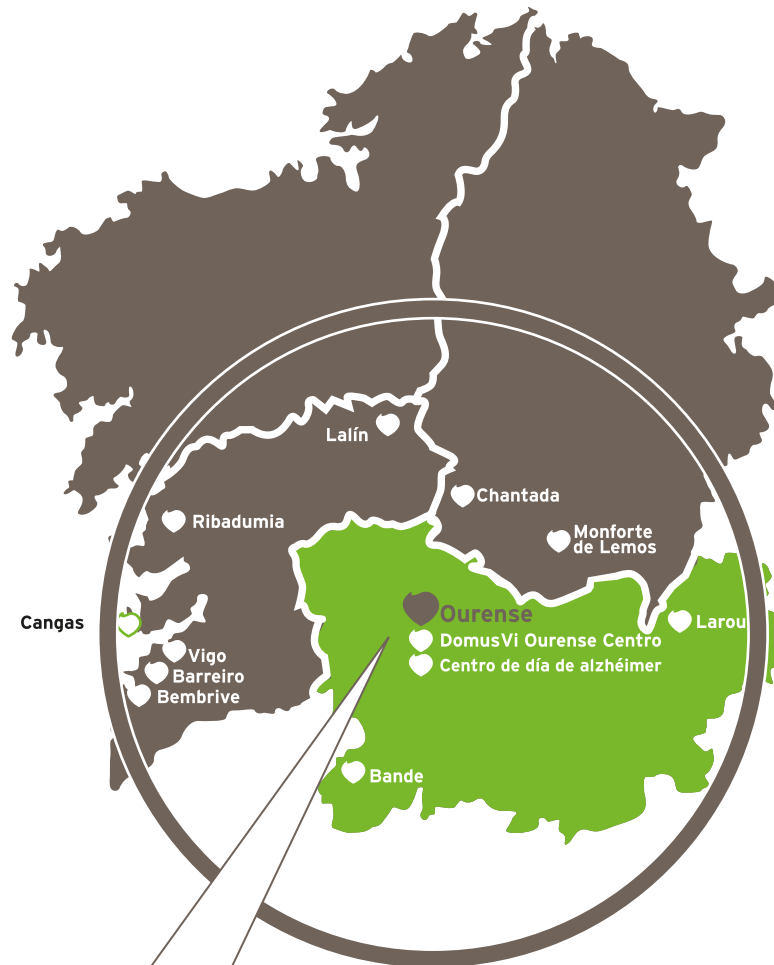 Lalín
Chantada
Ribadumia
Monforte
de Lemos
Ourense
Cangas
Larou
DomusVi Ourense Centro
Vigo
Centro de día de alzhéimer
Barreiro
Bembrive
Bande